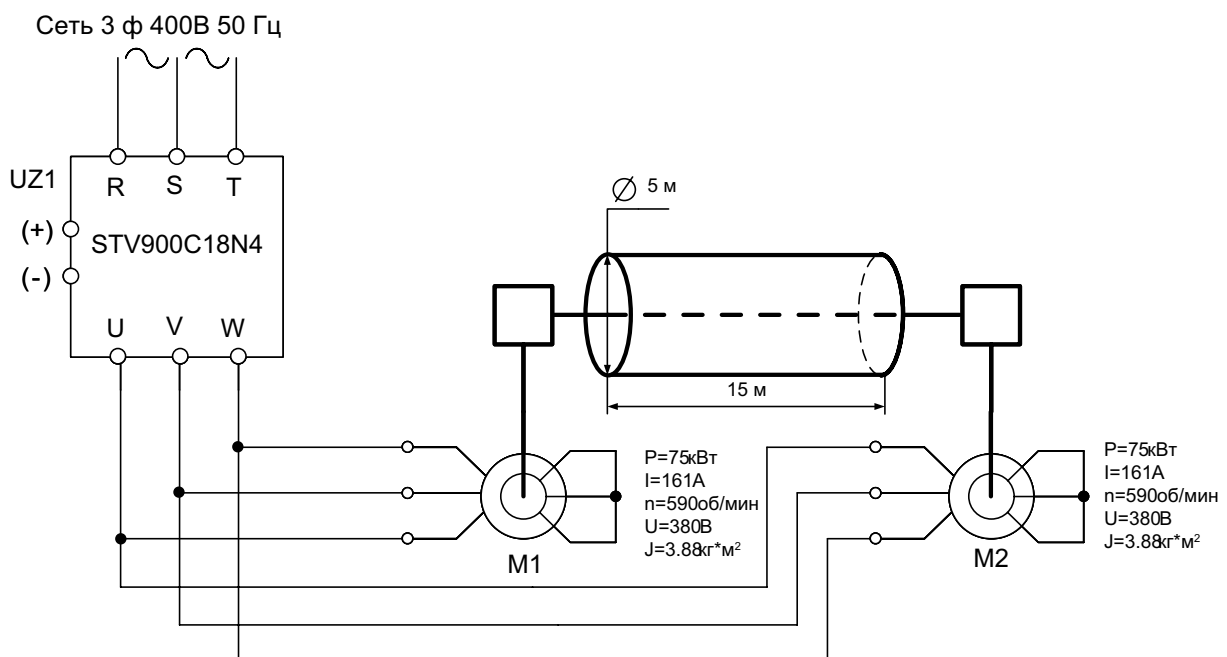 Сеть 3 ф 400В 50 Гц
UZ1
R S T
(+)
STV900C18N4
(-)
U V W
5 м
15 м
P=75кВт
I=161А
n=590об/мин
U=380В
J=3.88кг*м²
M1
P=75кВт
I=161А
n=590об/мин
U=380В
J=3.88кг*м²
M2